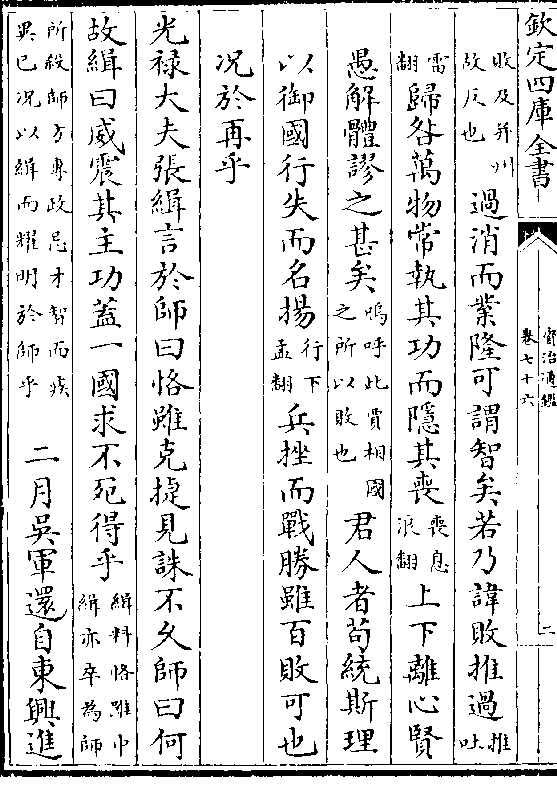 欽定四庫全書
資治通鑑
卷七十六
二
敗及并州
故反也
過消而業隆可謂智矣若乃諱敗推過
推
吐
雷
翻
歸咎萬物常執其功而隱其喪
喪息
浪翻
上下離心賢
愚解體謬之甚矣
嗚呼此賈相國
之所以敗也
君人者苟統斯理
以御國行失而名揚
行下
孟翻
兵挫而戰勝雖百敗可也
况於再乎
光禄大夫張緝言於師曰恪雖克捷見誅不久師曰何
故緝曰威震其主功蓋一國求不死得乎
緝料恪雖中
緝亦卒為師
所殺師方專政忌才智而疾
異已况以緝而耀明於師乎
二月吳軍還自東興進